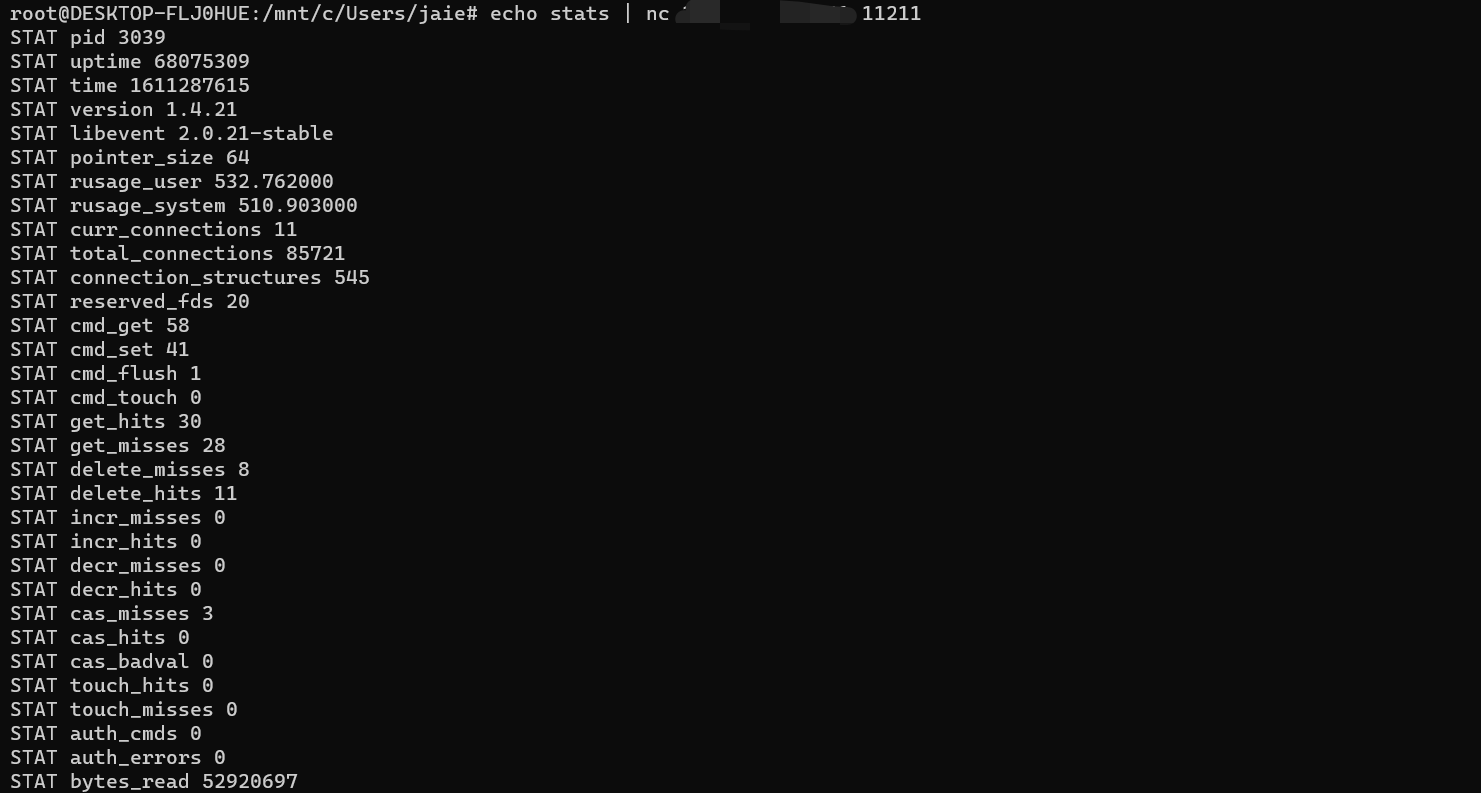 root@DESKTOP-FLJ0HUE:/mnt/c/Users/jaie# echo stats | nc 11211
STAT pid 3039
STAT uptime 68075309
STAT time 1611287615
STAT version 1.4.21
STAT libevent 2.0.21-stable
STAT pointer_size 64
STAT rusage_user 532.762000
STAT rusage_system 510.903000
STAT curr_connections 11
STAT total_connections 85721
STAT connection_structures 545
STAT reserved_fds 20
STAT cmd_get 58
STAT cmd_set 41
STAT cmd_flush 1
STAT cmd_touch 0
STAT get_hits 30
STAT get_misses 28
STAT delete_misses 8
STAT delete_hits 11
STAT incr_misses 0
STAT incr_hits 0
STAT decr_misses 0
STAT decr_hits 0
STAT cas_misses 3
STAT cas_hits 0
STAT cas_badval 0
STAT touch_hits 0
STAT touch_misses 0
STAT auth_cmds 0
STAT auth_errors 0
STAT bytes_read 52920697